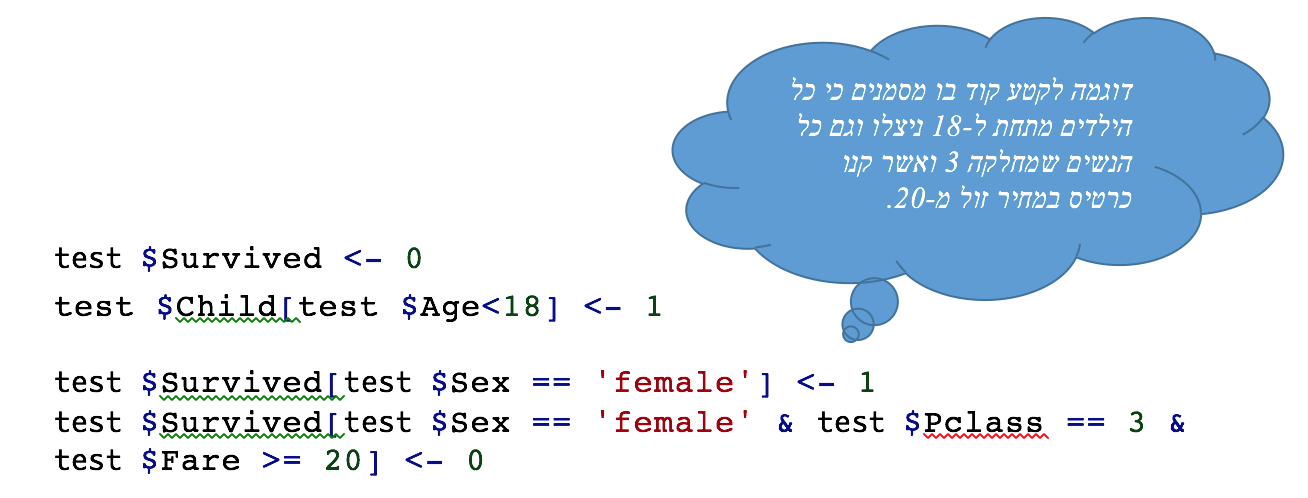 דוגמה לקטע קוד בו מסמנים כי כל
הילדים מתחת ל-18 ניצלו וגם כל
הנשים שמחלקה 3 ואשר קנו
כרטיס במחיר זול מ-20.
test $Survived <- 0
test $Child[test $Age<18] <- 1
test $Survived[test $Sex == 'female'] <- 1
test $Survived[test $Sex == 'female' & test $Pclass == 3 &
test $Fare >= 20] <- 0